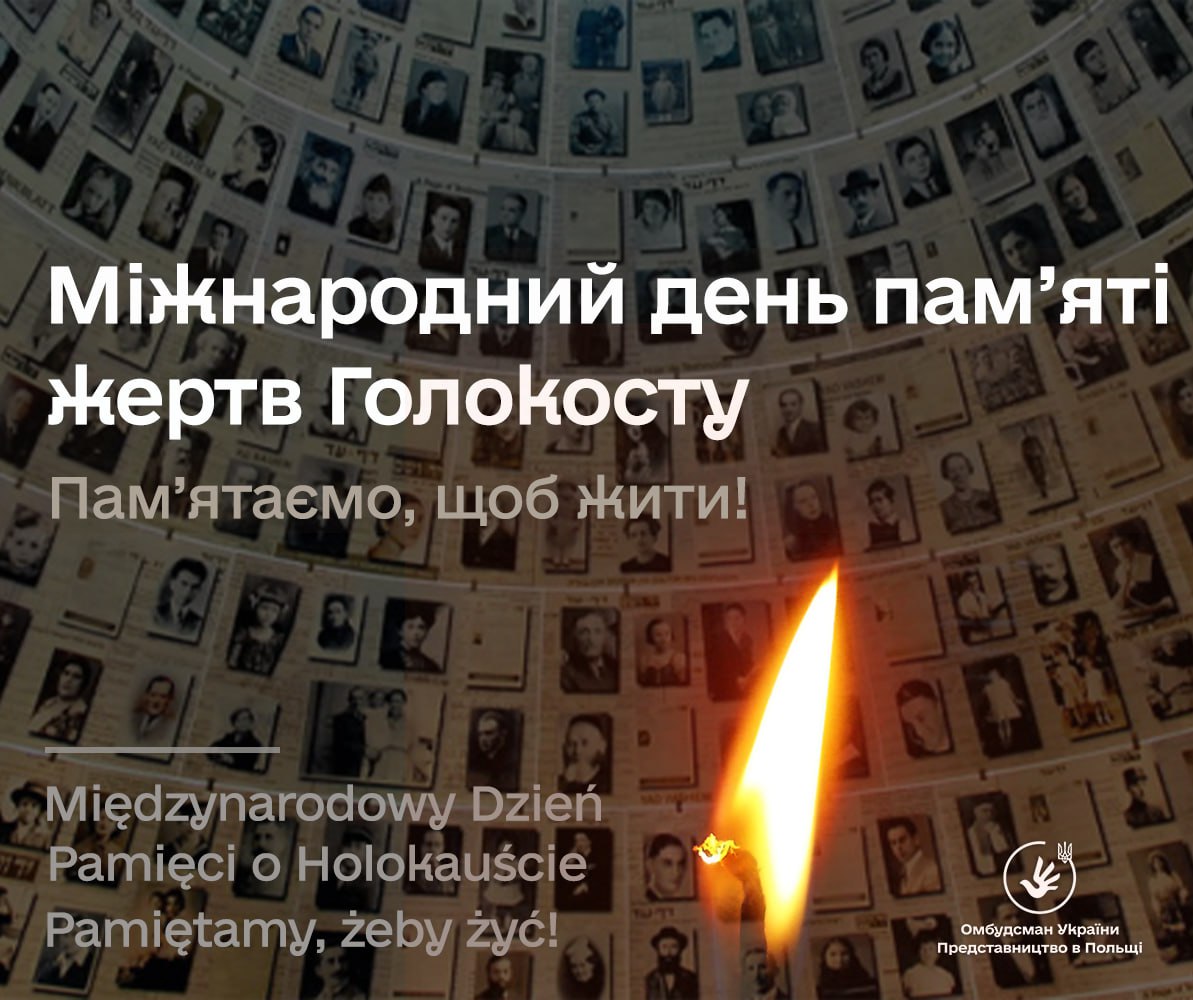 Міжнародний день пам’яті
жертв Голокосту
Пам’ятаємо, щоб жити!
Międzynarodowy Dzień
Pamięci o Holokauście
Pamiętamy, żeby żyć!
Омбудсман України
Представництво в Польщі